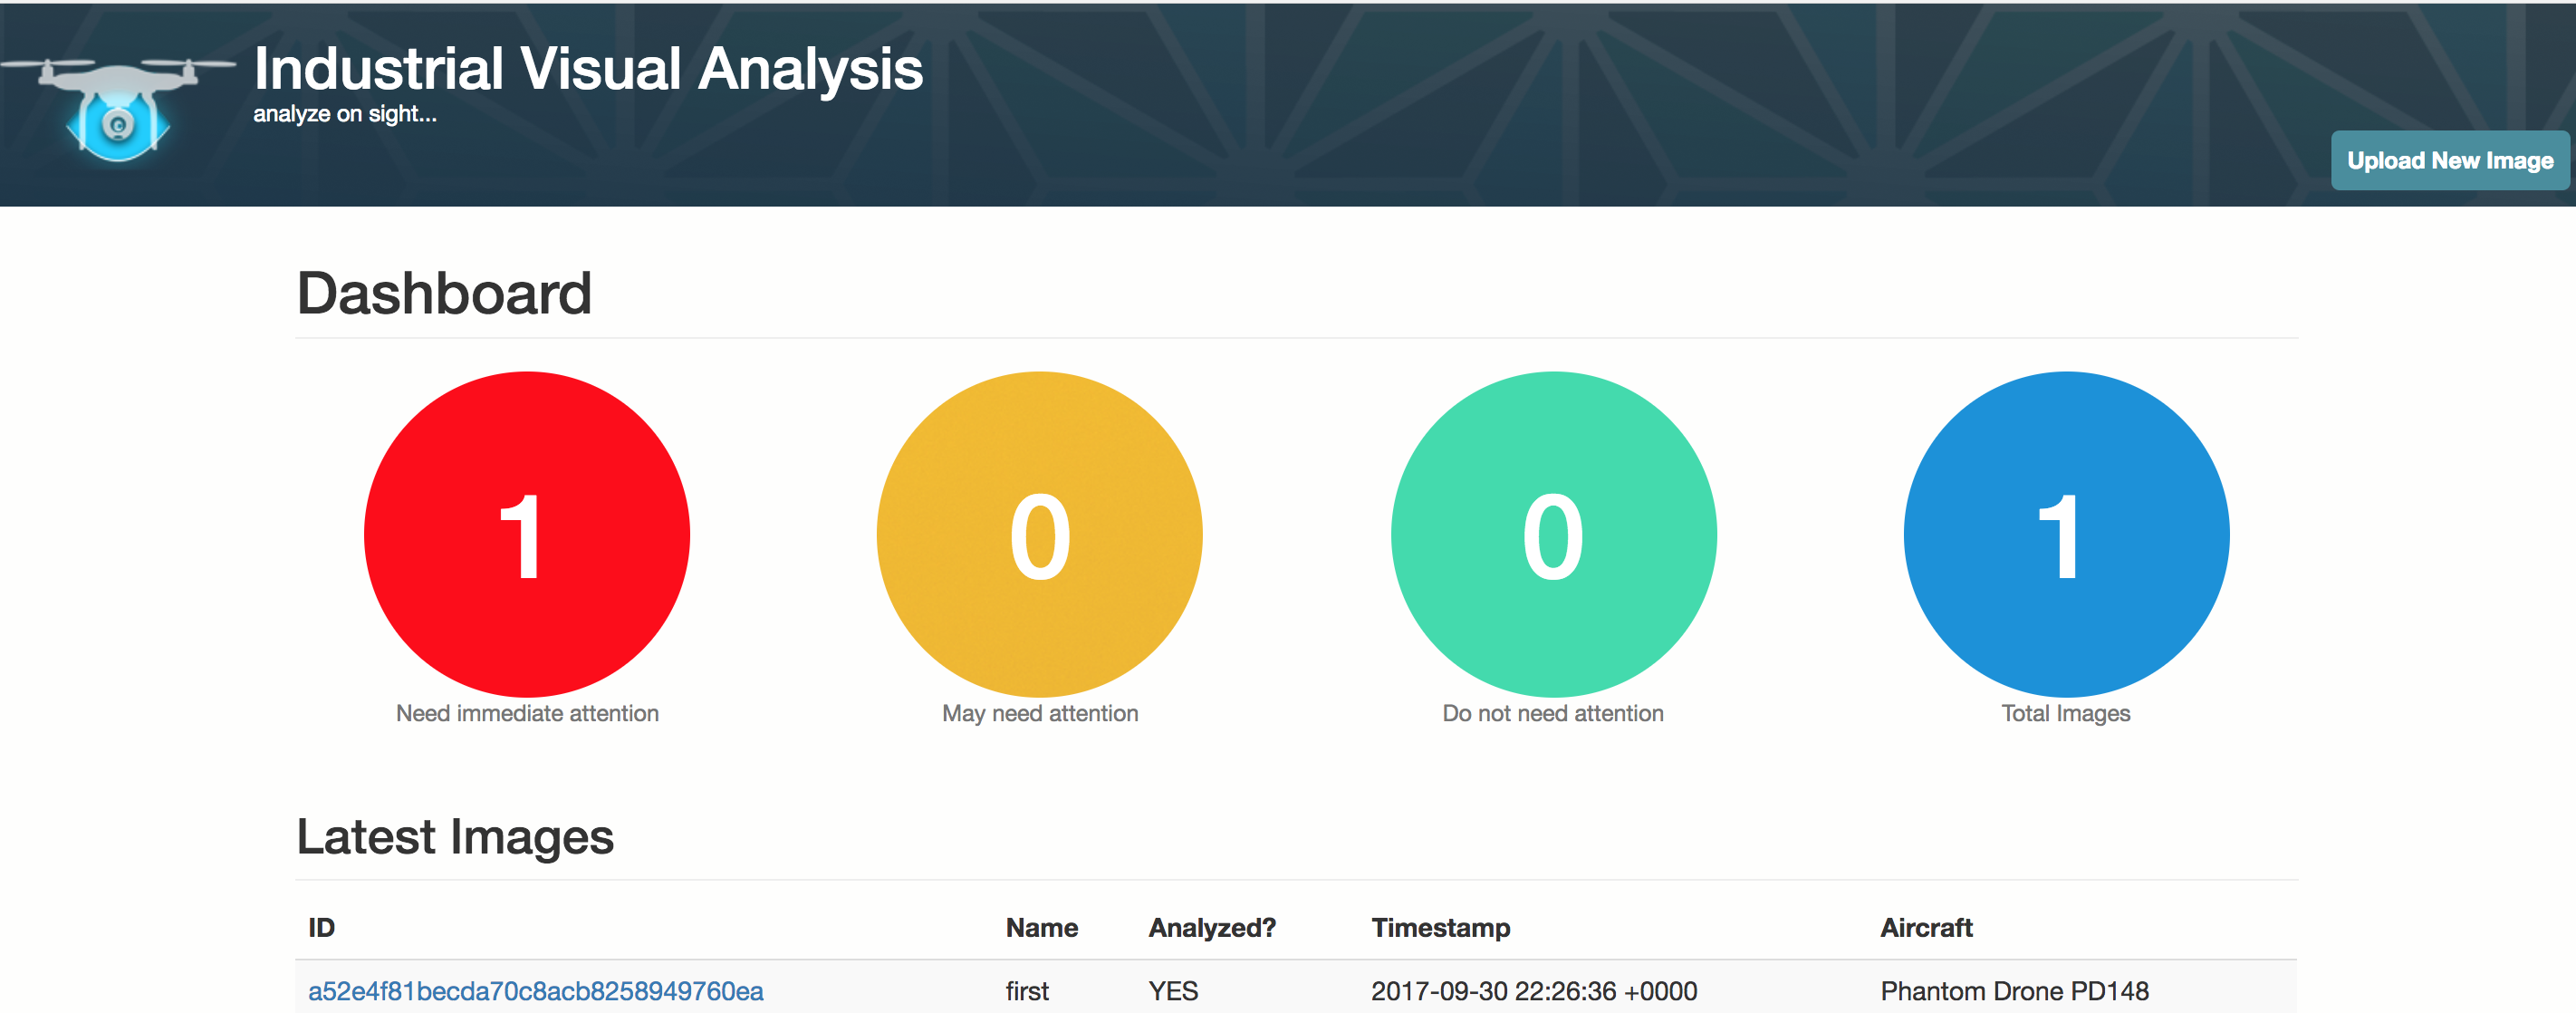 Industrial Visual Analysis
analyze on sight...
Upload New Image
Dashboard
1
0
0
1
Need immediate attention
May need attention
Do not need attention
Total Images
Latest Images
ID Name Analyzed? Timestamp Aircraft
a52e4f81becda70c8acb8258949760ea first YES 2017-09-30 22:26:36 +0000 Phantom Drone PD148